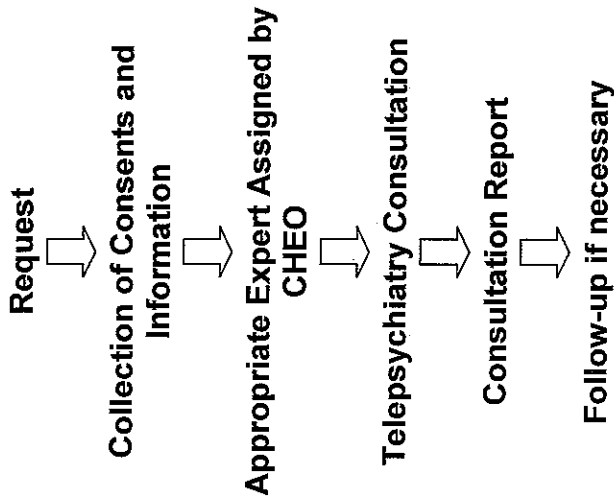 Request
Collection of Consents and
Information
Appropriate Expert Assigned by
CHEO
Telepsychiatry Consultation
Consultation Report
Follow-up if necessary